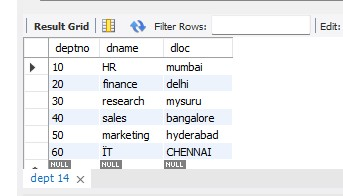 Result Grid Filter Rows: Edit:
deptno dname dloc
10 HR mumbai
20 finance delhi
30 research mysuru
40 sales bangalore
50 marketing hyderabad
60 ÏT CHENNAI
NULL NULL NULL
dept 14 ×